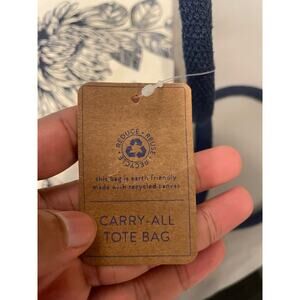 REDUCE • REUSE • RECYCLE •
this bag is earth friendly
made with recycled canvas
CARRY-ALL
TOTE BAG